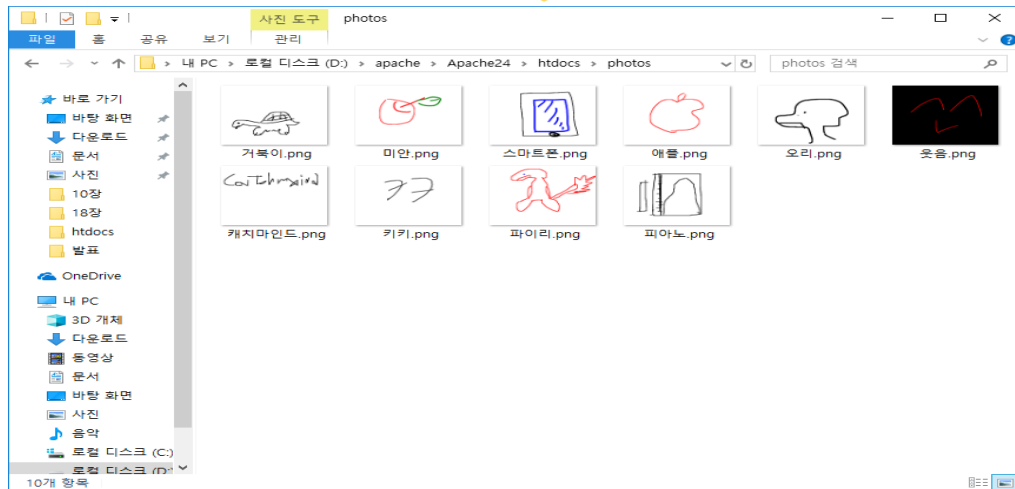 사진 도구 photos
파일 홈 공유 보기 관리
내 PC > 로컬 디스크 (D:) > apache > Apache24 > htdocs > photos photos 검색
바로 가기
바탕 화면
다운로드
문서
사진
10장
18장
htdocs
발표
OneDrive
내 PC
3D 개체
다운로드
동영상
문서
바탕 화면
사진
음악
로컬 디스크 (C:)
로컬 디스크 (D:)
거북이.png 미안.png 스마트폰.png 애플.png 오리.png 웃음.png
ㅋㅋ
캐치마인드.png 키키.png 파이리.png 피아노.png
10개 항목